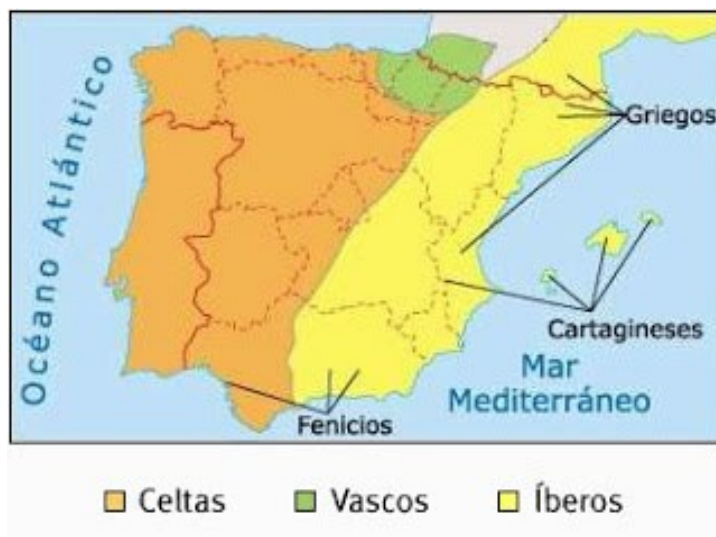 Océano Atlántico
Griegos
Cartagineses
Mar
Mediterráneo
Fenicios
Celtas
Vascos
Íberos